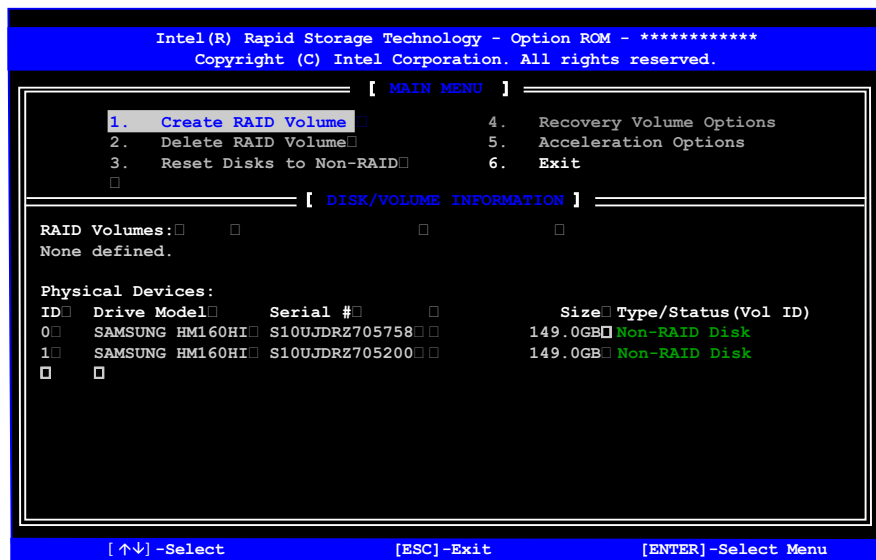 Intel(R) Rapid Storage Technology - Option ROM - ************
Copyright (C) Intel Corporation. All rights reserved.
[ MAIN MENU ]
1. Create RAID Volume 4. Recovery Volume Options
2. Delete RAID Volume 5. Acceleration Options
3. Reset Disks to Non-RAID 6. Exit
[ DISK/VOLUME INFORMATION ]
RAID Volumes:
None defined.
Physical Devices:
ID Drive Model Serial # Size Type/Status(Vol ID)
0 SAMSUNG HM160HI S10UJDRZ705758 149.0GB Non-RAID Disk
1 SAMSUNG HM160HI S10UJDRZ705200 149.0GB Non-RAID Disk
[↑↓]-Select [ESC]-Exit [ENTER]-Select Menu